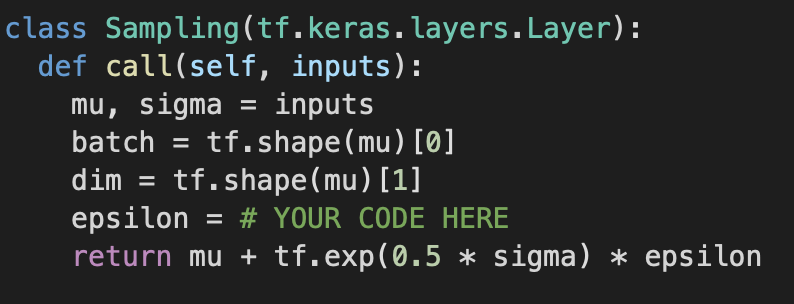 class Sampling(tf.keras.layers.Layer):
  def call(self, inputs):
    mu, sigma = inputs
    batch = tf.shape(mu)[0]
    dim = tf.shape(mu)[1]
    epsilon = # YOUR CODE HERE
    return mu + tf.exp(0.5 * sigma) * epsilon